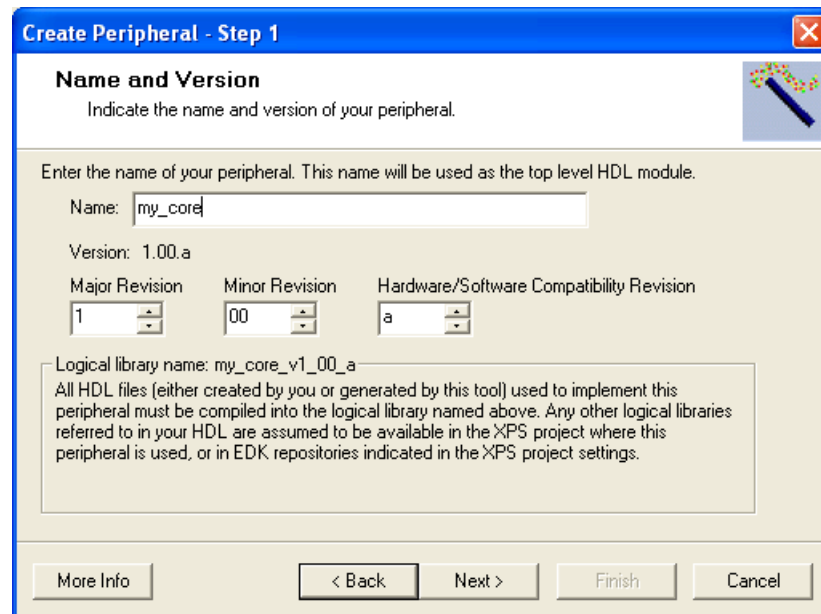 Create Peripheral - Step 1
Name and Version
Indicate the name and version of your peripheral.
Enter the name of your peripheral. This name will be used as the top level HDL module.
Name: my_core
Version: 1.00.a
Major Revision Minor Revision Hardware/Software Compatibility Revision
1 00 a
Logical library name: my_core_v1_00_a
All HDL files (either created by you or generated by this tool) used to implement this
peripheral must be compiled into the logical library named above. Any other logical libraries
referred to in your HDL are assumed to be available in the XPS project where this
peripheral is used, or in EDK repositories indicated in the XPS project settings.
More Info < Back Next > Finish Cancel